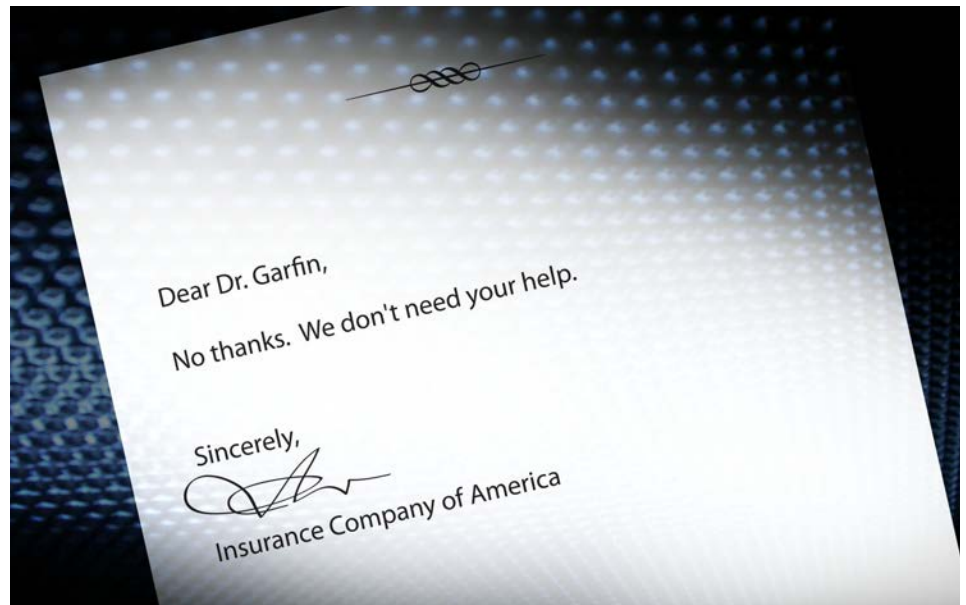 Dear Dr. Garfin,
No thanks. We don't need your help.
Sincerely,
Insurance Company of America